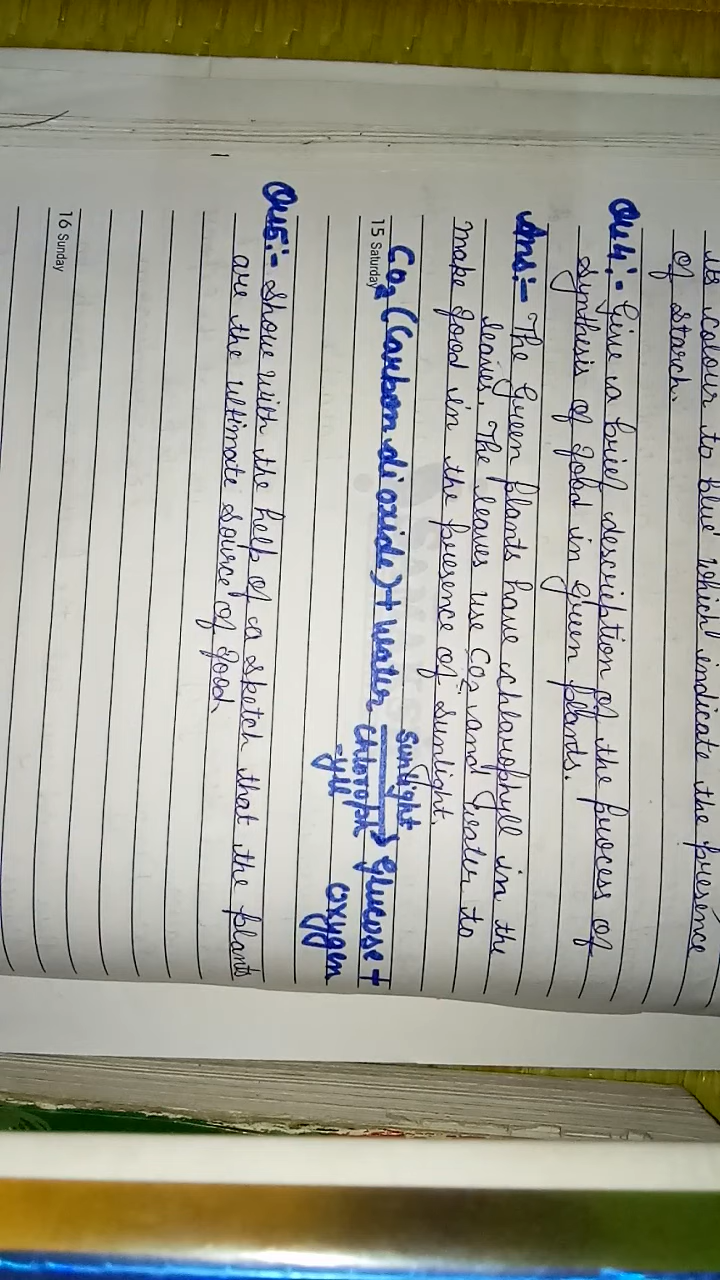 its colour to blue which indicate the presence
of starch.
Qu4:- Give a brief description of the process of
synthesis of food in green plants.
Ans:- The Green plants have chlorophyll in the
leaves. The leaves use CO2 and water to
make food in the presence of sunlight.
15 Saturday
CO2 (Carbon dioxide) + water Sunlight Chloroph glucose +
-yll oxygen
Qu5:- Show with the help of a sketch that the plants
are the ultimate source of food.
16 Sunday